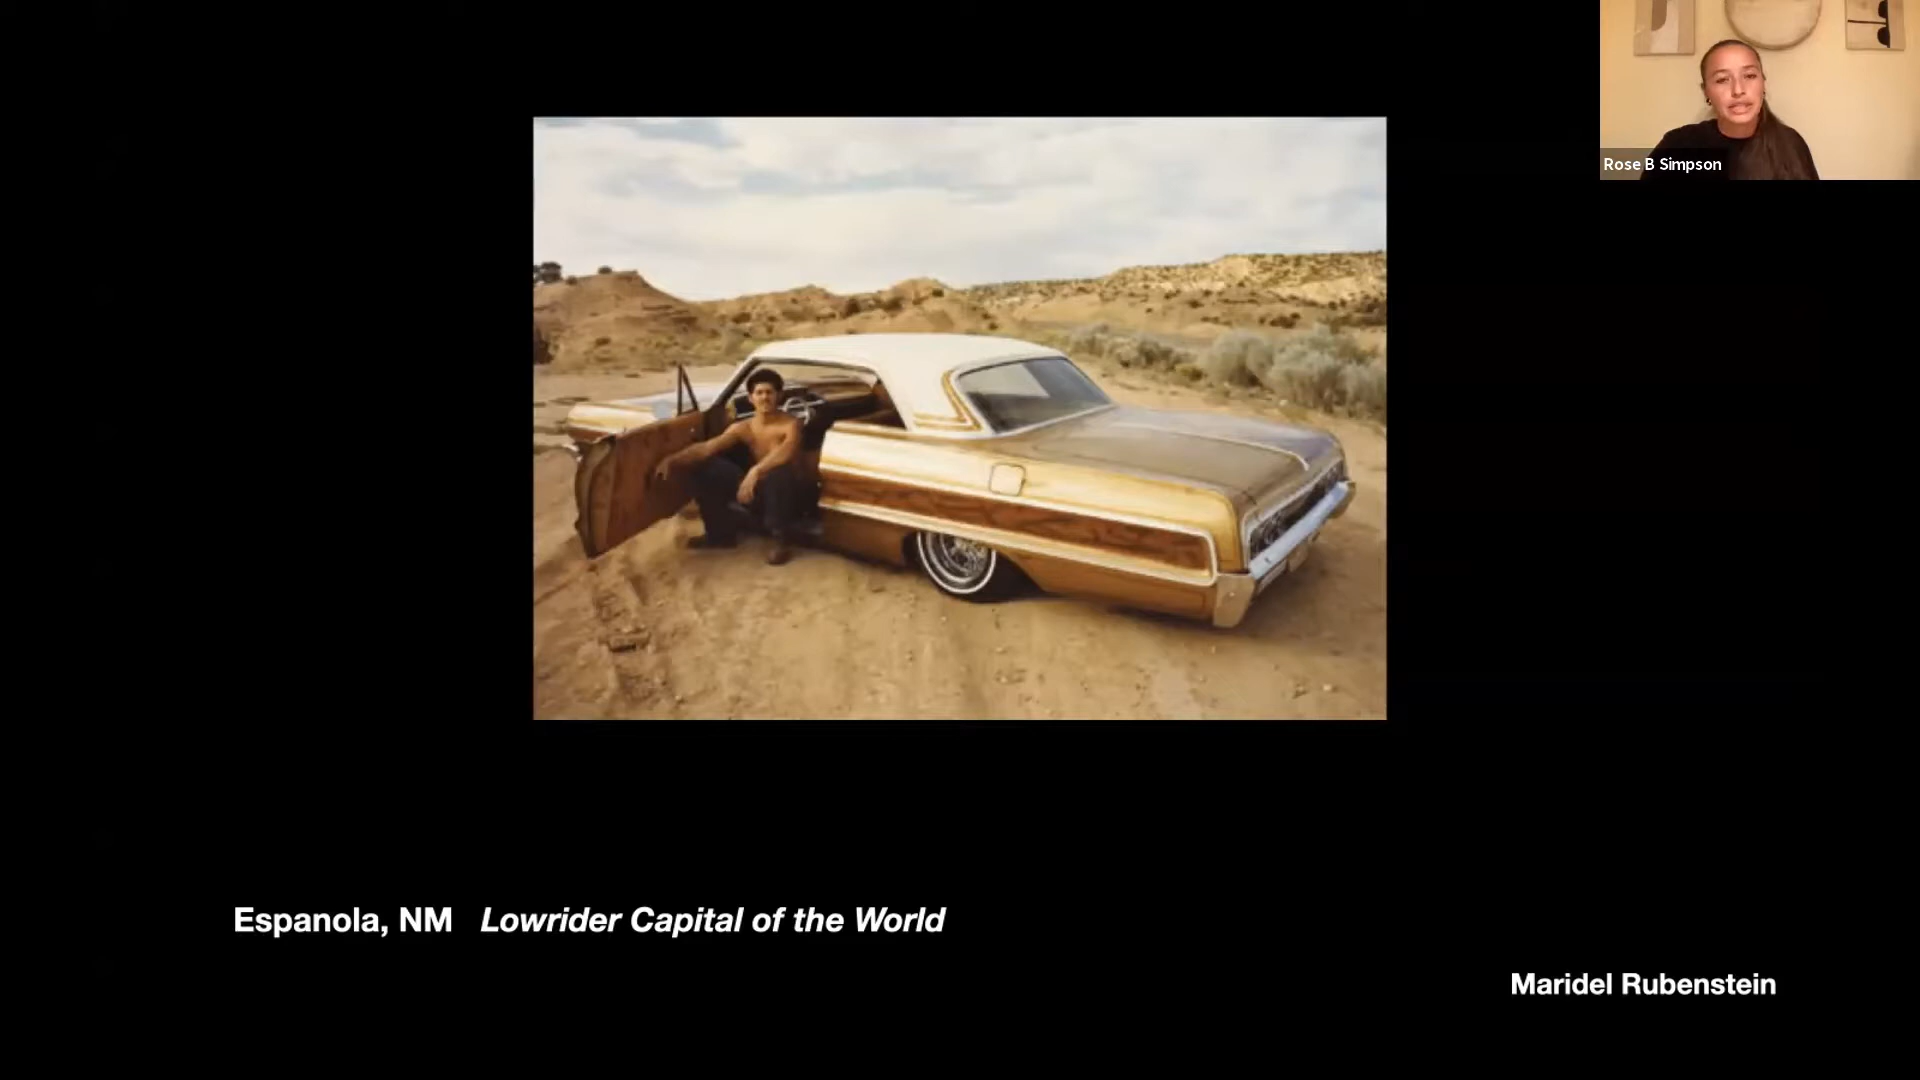 Rose B Simpson
Espanola, NM Lowrider Capital of the World
Maridel Rubenstein